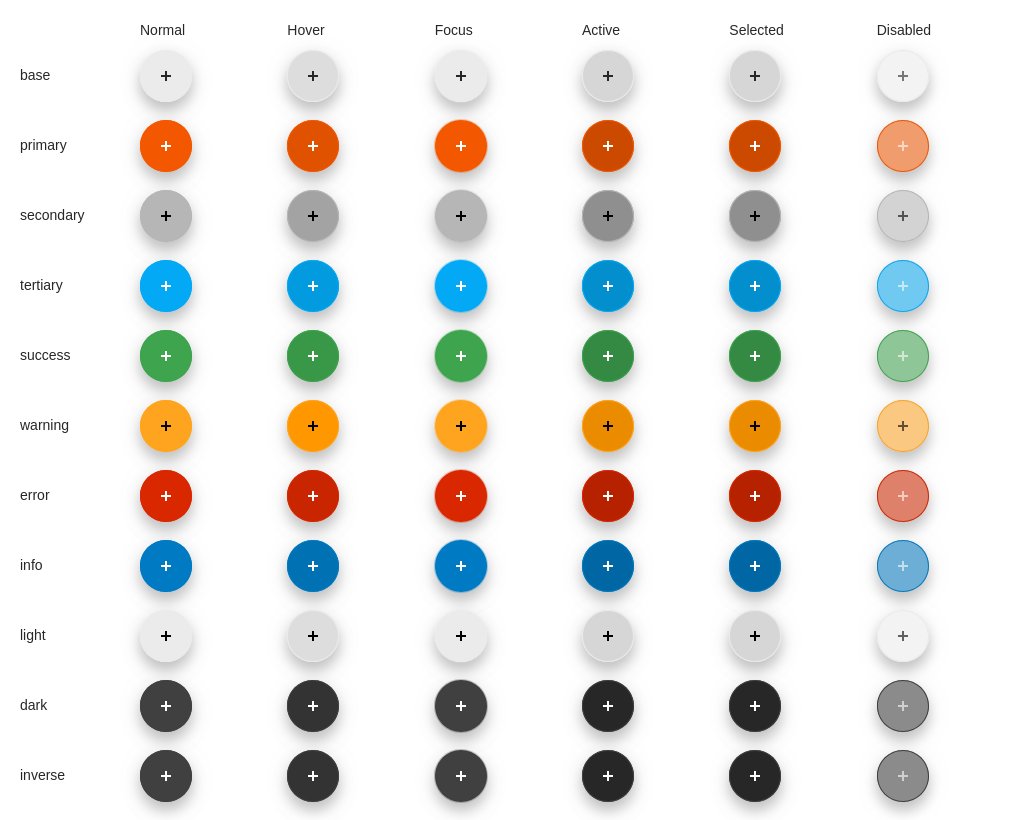 Normal Hover Focus Active Selected Disabled
base
primary
secondary
tertiary
success
warning
error
info
light
dark
inverse